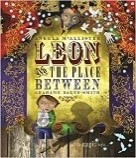 ANGELA McALLISTER
LEON
AND THE PLACE
BETWEEN
GRAHAME BAKER-SMITH